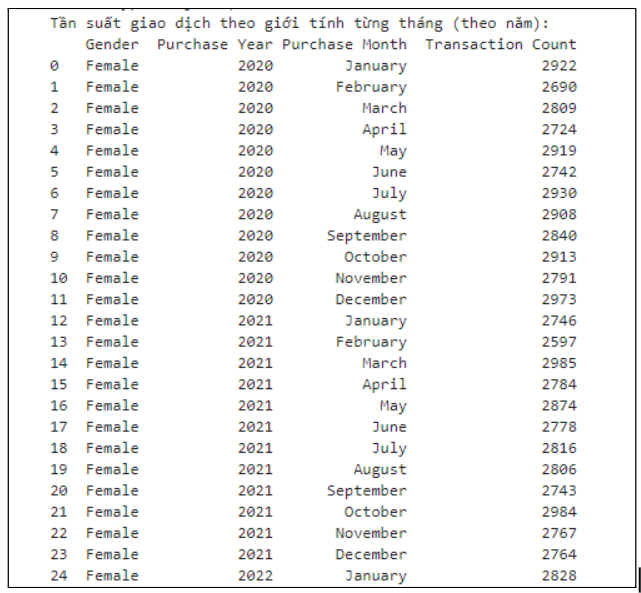 Tần suất giao dịch theo giới tính từng tháng (theo năm):
Gender Purchase Year Purchase Month Transaction Count
0 Female 2020 January 2922
1 Female 2020 February 2690
2 Female 2020 March 2809
3 Female 2020 April 2724
4 Female 2020 May 2919
5 Female 2020 June 2742
6 Female 2020 July 2930
7 Female 2020 August 2908
8 Female 2020 September 2840
9 Female 2020 October 2913
10 Female 2020 November 2791
11 Female 2020 December 2973
12 Female 2021 January 2746
13 Female 2021 February 2597
14 Female 2021 March 2985
15 Female 2021 April 2784
16 Female 2021 May 2874
17 Female 2021 June 2778
18 Female 2021 July 2816
19 Female 2021 August 2806
20 Female 2021 September 2743
21 Female 2021 October 2984
22 Female 2021 November 2767
23 Female 2021 December 2764
24 Female 2022 January 2828